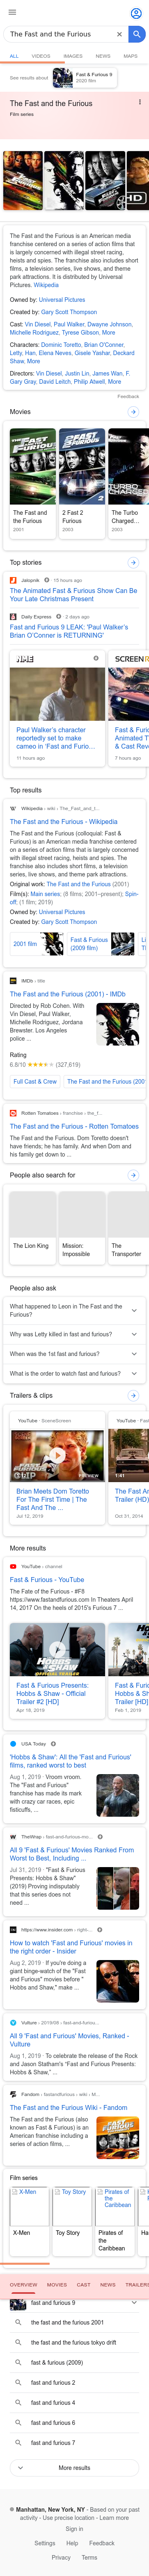 The Fast and the Furious
ALL VIDEOS IMAGES NEWS MAPS
See results about
Fast & Furious 9
2020 film
The Fast and the Furious
Film series
The Fast and the Furious is an American media
franchise centered on a series of action films that
are largely concerned with illegal street racing,
heists and spies. The franchise also includes
short films, a television series, live shows, video
games and theme park attractions. It is
distributed by Universal Pictures. Wikipedia
Owned by: Universal Pictures
Created by: Gary Scott Thompson
Cast: Vin Diesel, Paul Walker, Dwayne Johnson,
Michelle Rodriguez, Tyrese Gibson, More
Characters: Dominic Toretto, Brian O'Conner,
Letty, Han, Elena Neves, Gisele Yashar, Deckard
Shaw, More
Directors: Vin Diesel, Justin Lin, James Wan, F.
Gary Gray, David Leitch, Philip Atwell, More
Feedback
Movies
The Fast and
the Furious
2001
2 Fast 2
Furious
2003
The Turbo
Charged...
2003
Top stories
Jalopnik · 15 hours ago
The Animated Fast & Furious Show Can Be
Your Late Christmas Present
Daily Express · 2 days ago
Fast and Furious 9 LEAK: 'Paul Walker's
Brian O'Conner is RETURNING'
NME
SCREEN R
Paul Walker's character
reportedly set to make
cameo in 'Fast and Furio...
11 hours ago
Fast & Furio
Animated T
& Cast Reve
7 hours ago
Top results
Wikipedia › wiki › The_Fast_and_t...
The Fast and the Furious - Wikipedia
The Fast and the Furious (colloquial: Fast &
Furious) is an American media franchise centered
on a series of action films that are largely
concerned with illegal street racing, heists and
spies. The franchise also includes short films, ...
Original work: The Fast and the Furious (2001)
Film(s): Main series; (8 films; 2001–present); Spin-
off; (1 film; 2019)
Owned by: Universal Pictures
Created by: Gary Scott Thompson
2001 film
Fast & Furious
(2009 film)
IMDb › title
The Fast and the Furious (2001) - IMDb
Directed by Rob Cohen. With
Vin Diesel, Paul Walker,
Michelle Rodriguez, Jordana
Brewster. Los Angeles
police ...
Rating
6.8/10 (327,619)
Full Cast & Crew
The Fast and the Furious (200
Rotten Tomatoes › franchise › the_f...
The Fast and the Furious - Rotten Tomatoes
The Fast and the Furious. Dom Toretto doesn't
have friends; he has family. And when Dom and
his family get down to ...
People also search for
The Lion King
Mission:
Impossible
The
Transporter
People also ask
What happened to Leon in The Fast and the
Furious?
Why was Letty killed in fast and furious?
When was the 1st fast and furious?
What is the order to watch fast and furious?
Trailers & clips
YouTube · SceneScreen
PREVIEW
Brian Meets Dom Toretto
For The First Time | The
Fast And The ...
Jul 12, 2019
YouTube · Fast
1:41
The Fast An
Trailer (HD)
Oct 31, 2014
More results
YouTube › channel
Fast & Furious - YouTube
The Fate of the Furious - #F8
https://www.fastandfurious.com In Theaters April
14, 2017 On the heels of 2015's Furious 7 ...
HOBBS & SHAW
OFFICIAL TRAILER
Fast & Furious Presents:
Hobbs & Shaw - Official
Trailer #2 [HD]
Apr 18, 2019
Fast & Furio
Hobbs & Sh
Trailer [HD]
Feb 1, 2019
USA Today
'Hobbs & Shaw': All the 'Fast and Furious'
films, ranked worst to best
Aug 1, 2019 · Vroom vroom.
The "Fast and Furious"
franchise has made its mark
with crazy car races, epic
fisticuffs, ...
TheWrap › fast-and-furious-mo...
All 9 'Fast & Furious' Movies Ranked From
Worst to Best, Including ...
Jul 31, 2019 · "Fast & Furious
Presents: Hobbs & Shaw"
(2019) Proving indisputably
that this series does not
need ...
https://www.insider.com › right-...
How to watch 'Fast and Furious' movies in
the right order - Insider
Aug 2, 2019 · If you're doing a
giant binge-watch of the "Fast
and Furious" movies before "
Hobbs and Shaw," make ...
Vulture › 2019/08 › fast-and-furiou...
All 9 'Fast and Furious' Movies, Ranked -
Vulture
Aug 1, 2019 · To celebrate the release of the Rock
and Jason Statham's "Fast and Furious Presents:
Hobbs & Shaw," ...
Fandom › fastandfurious › wiki › M...
The Fast and the Furious Wiki - Fandom
The Fast and the Furious (also
known as Fast & Furious) is an
American franchise including a
series of action films, ...
Film series
X-Men
Toy Story
Pirates of
the
Caribbean
X-Men
Toy Story
Pirates of
the
Caribbean
Ha
OVERVIEW MOVIES CAST NEWS TRAILERS
fast and furious 9
the fast and the furious 2001
the fast and the furious tokyo drift
fast & furious (2009)
fast and furious 2
fast and furious 4
fast and furious 6
fast and furious 7
More results
Manhattan, New York, NY - Based on your past
activity - Use precise location - Learn more
Sign in
Settings Help Feedback
Privacy Terms